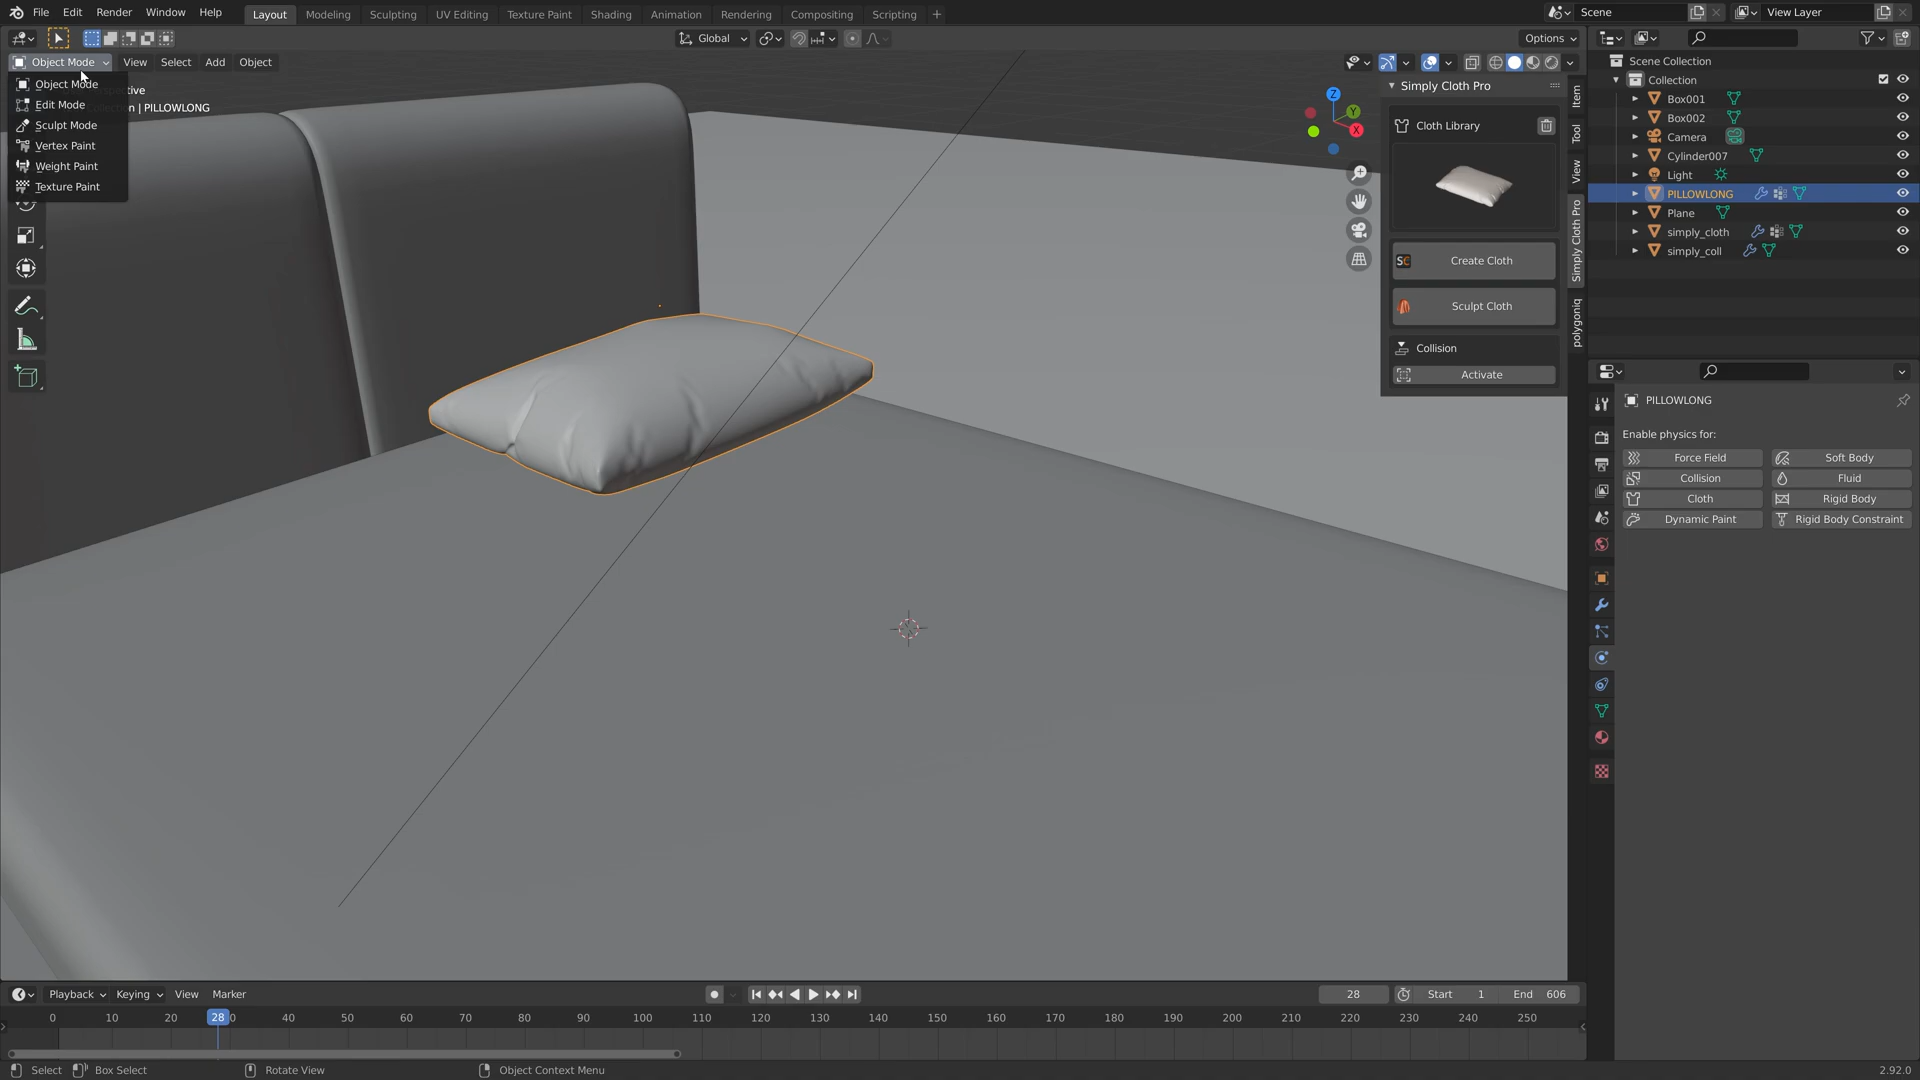 File Edit Render Window Help Layout Modeling Sculpting UV Editing Texture Paint Shading Animation Rendering Compositing Scripting +
Scene View Layer
Global Options
Object Mode View Select Add Object
Object Mode
Edit Mode
Sculpt Mode
Vertex Paint
Weight Paint
Texture Paint
| PILLOWLONG
Z
Y
X
Simply Cloth Pro
Cloth Library
SC Create Cloth
Sculpt Cloth
Collision
Activate
Item
Tool
View
Simply Cloth Pro
polygoniq
Scene Collection
Collection
Box001
Box002
Camera
Cylinder007
Light
PILLOWLONG
Plane
simply_cloth
simply_coll
PILLOWLONG
Enable physics for:
Force Field Soft Body
Collision Fluid
Cloth Rigid Body
Dynamic Paint Rigid Body Constraint
Playback Keying View Marker 28 Start 1 End 606
0 10 20 28 40 50 60 70 80 90 100 110 120 130 140 150 160 170 180 190 200 210 220 230 240 250
Select Box Select Rotate View Object Context Menu 2.92.0